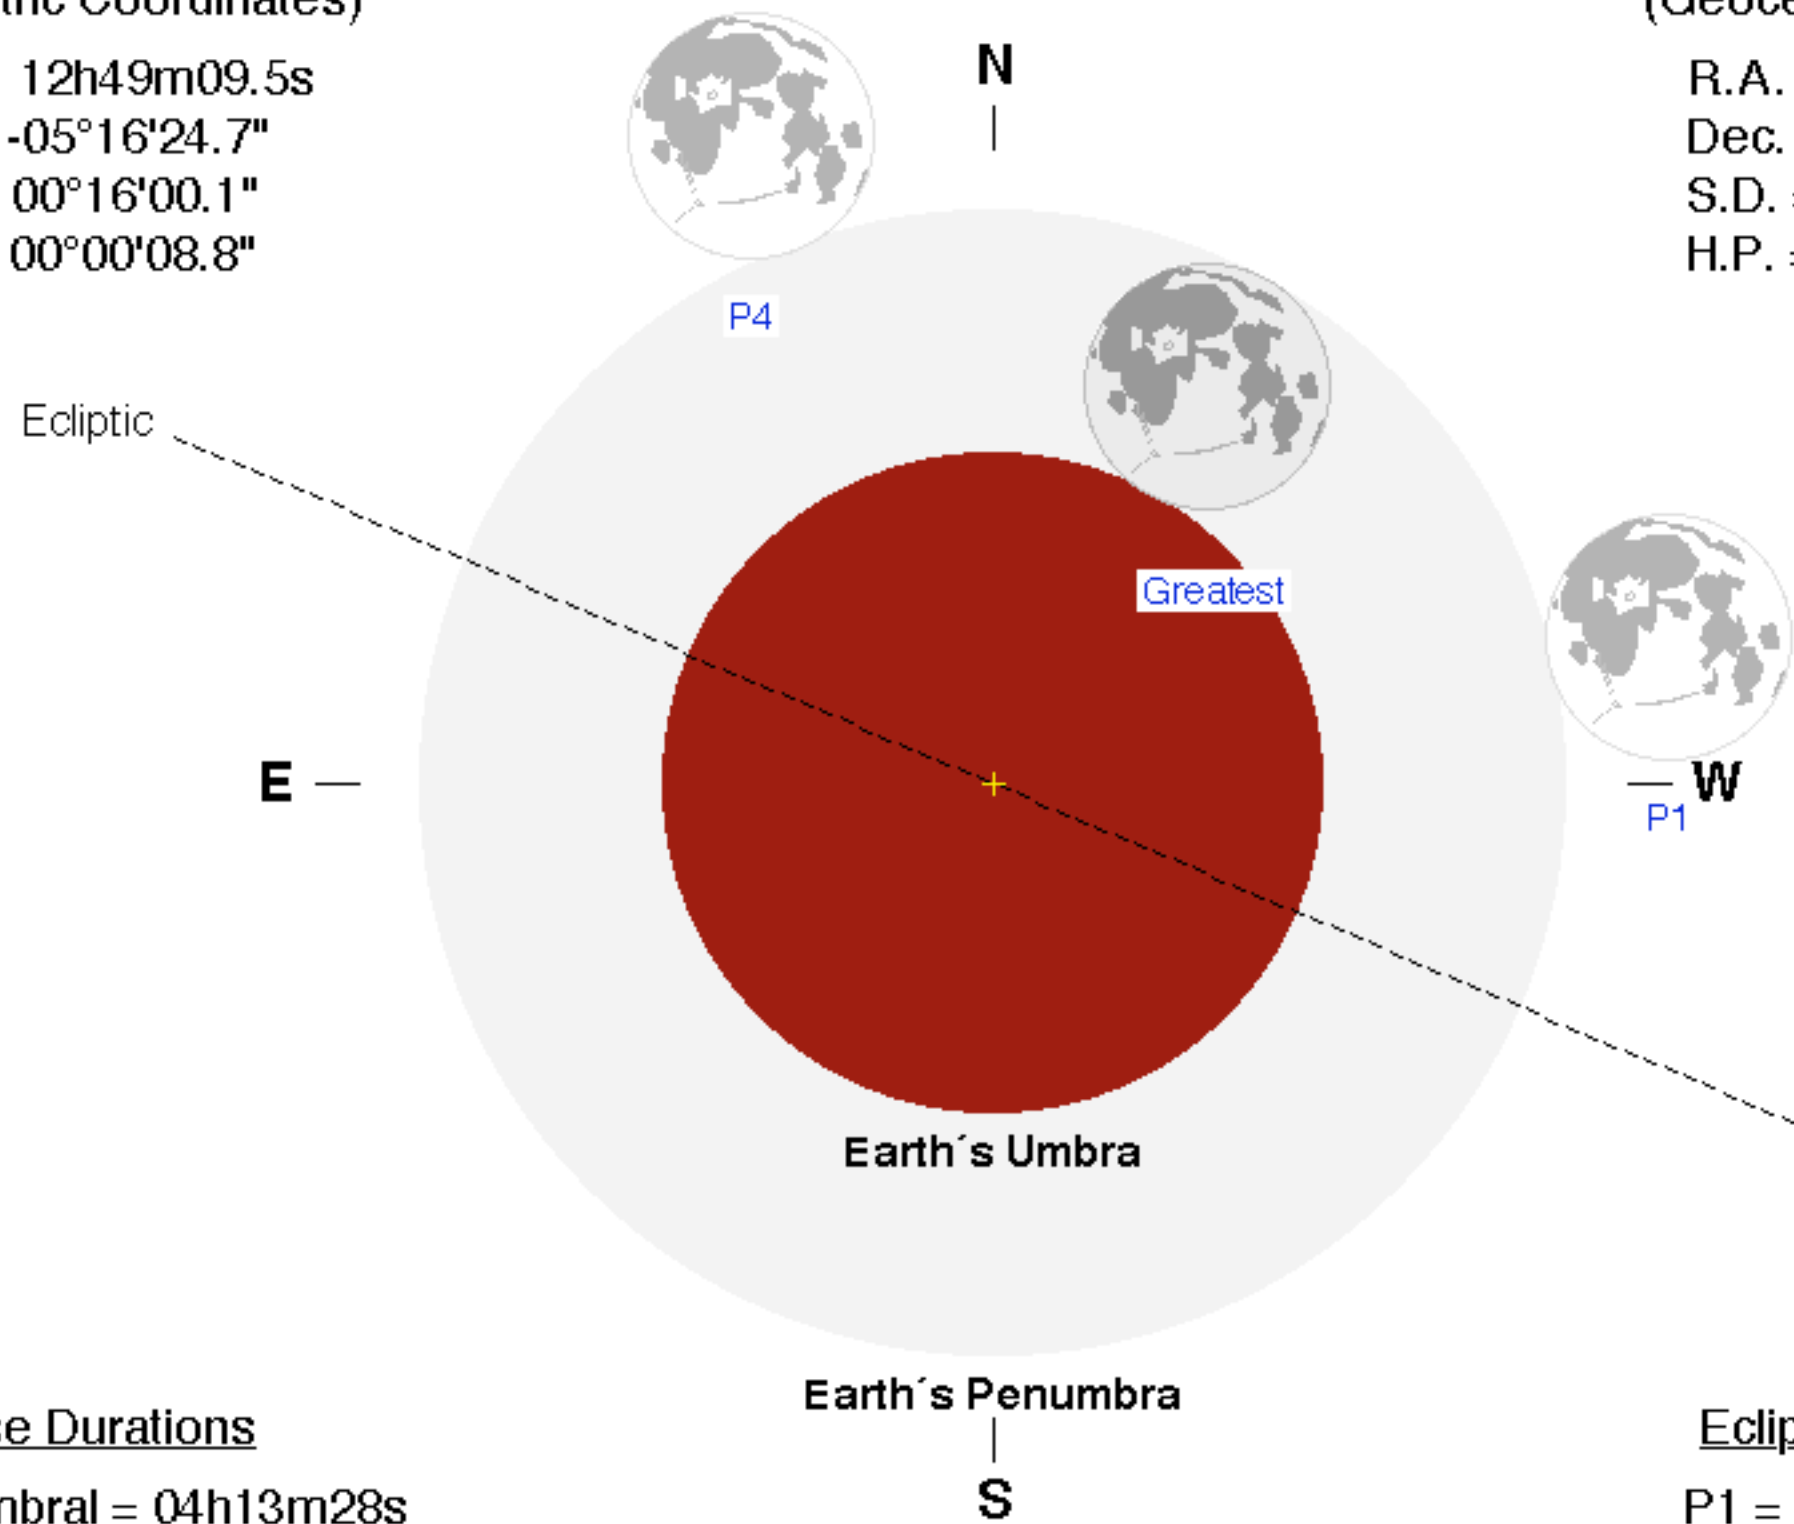 12h49m09.5s
-05°16'24.7"
00°16'00.1"
00°00'08.8"
N
R.A.
Dec.
S.D. =
H.P. =
P4
Ecliptic
Greatest
E
W
P1
Earth´s Umbra
Earth´s Penumbra
S
Durations
= 04h13m28s
P1 =